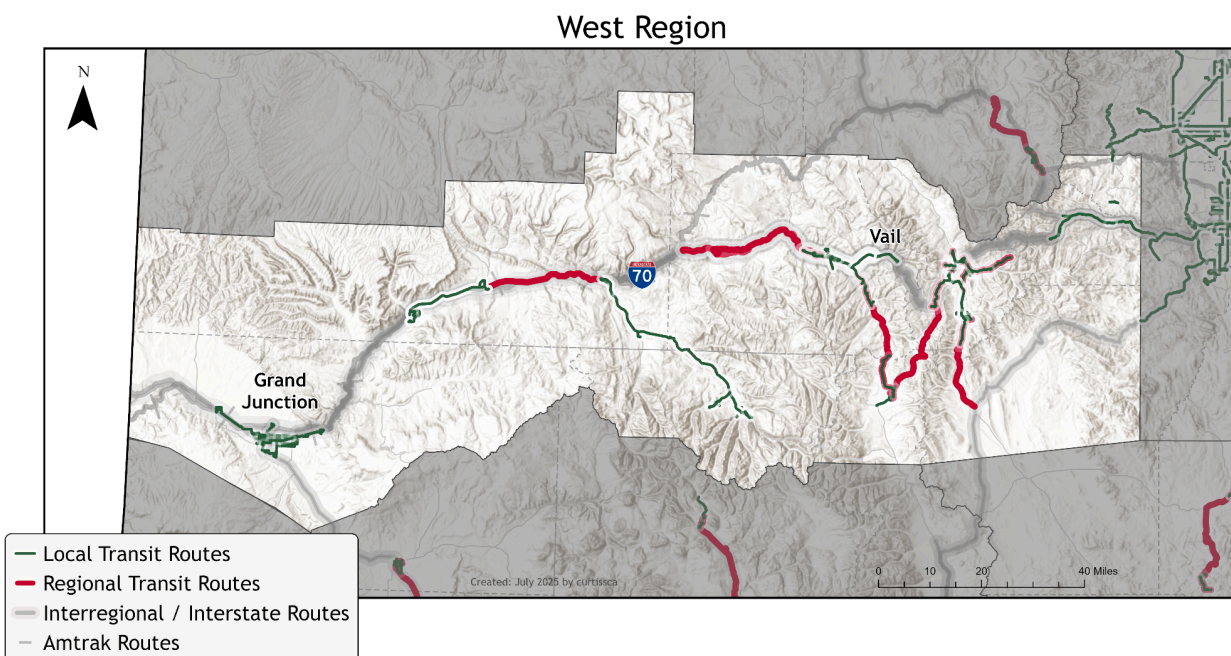 West Region
N
Vail
INTERSTATE
70
Grand
Junction
Local Transit Routes
Regional Transit Routes
Interregional / Interstate Routes
Amtrak Routes
Created: July 2025 by curtissca
0 10 20 40 Miles